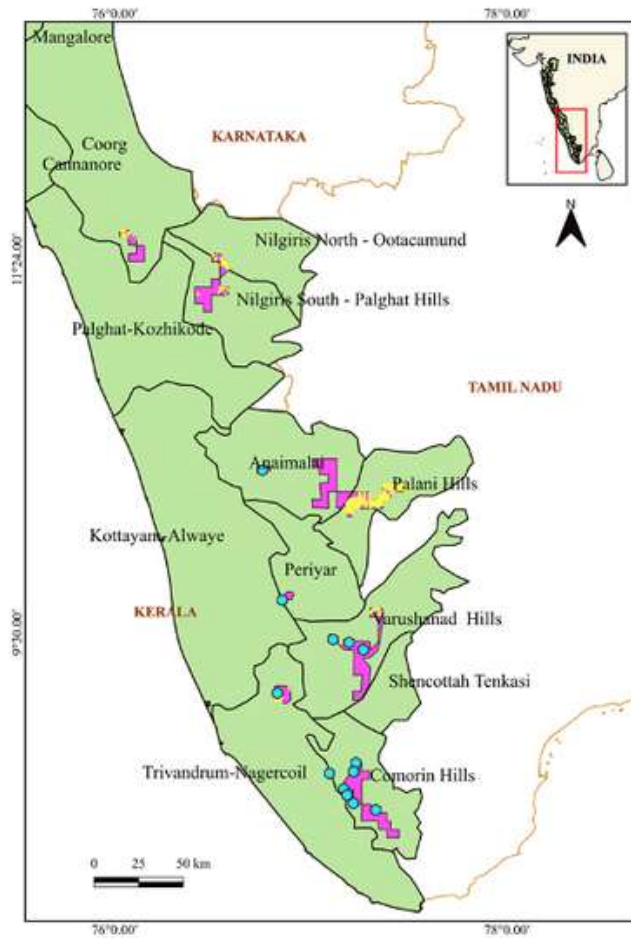 76°0.00'
78°0.00'
Mangalore
INDIA
Coorg
KARNATAKA
Cannanore
N
Nilgiris North - Ootacamund
11°24.00'
Nilgiris South - Palghat Hills
Palghat-Kozhikode
TAMIL NADU
Anaimalai
Palani Hills
Kottayam-Alwaye
Periyar
KERALA
Varushanad Hills
9°30.00'
Shencottah Tenkasi
Trivandrum-Nagercoil
Comorin Hills
0 25 50 km
76°0.00'
78°0.00'